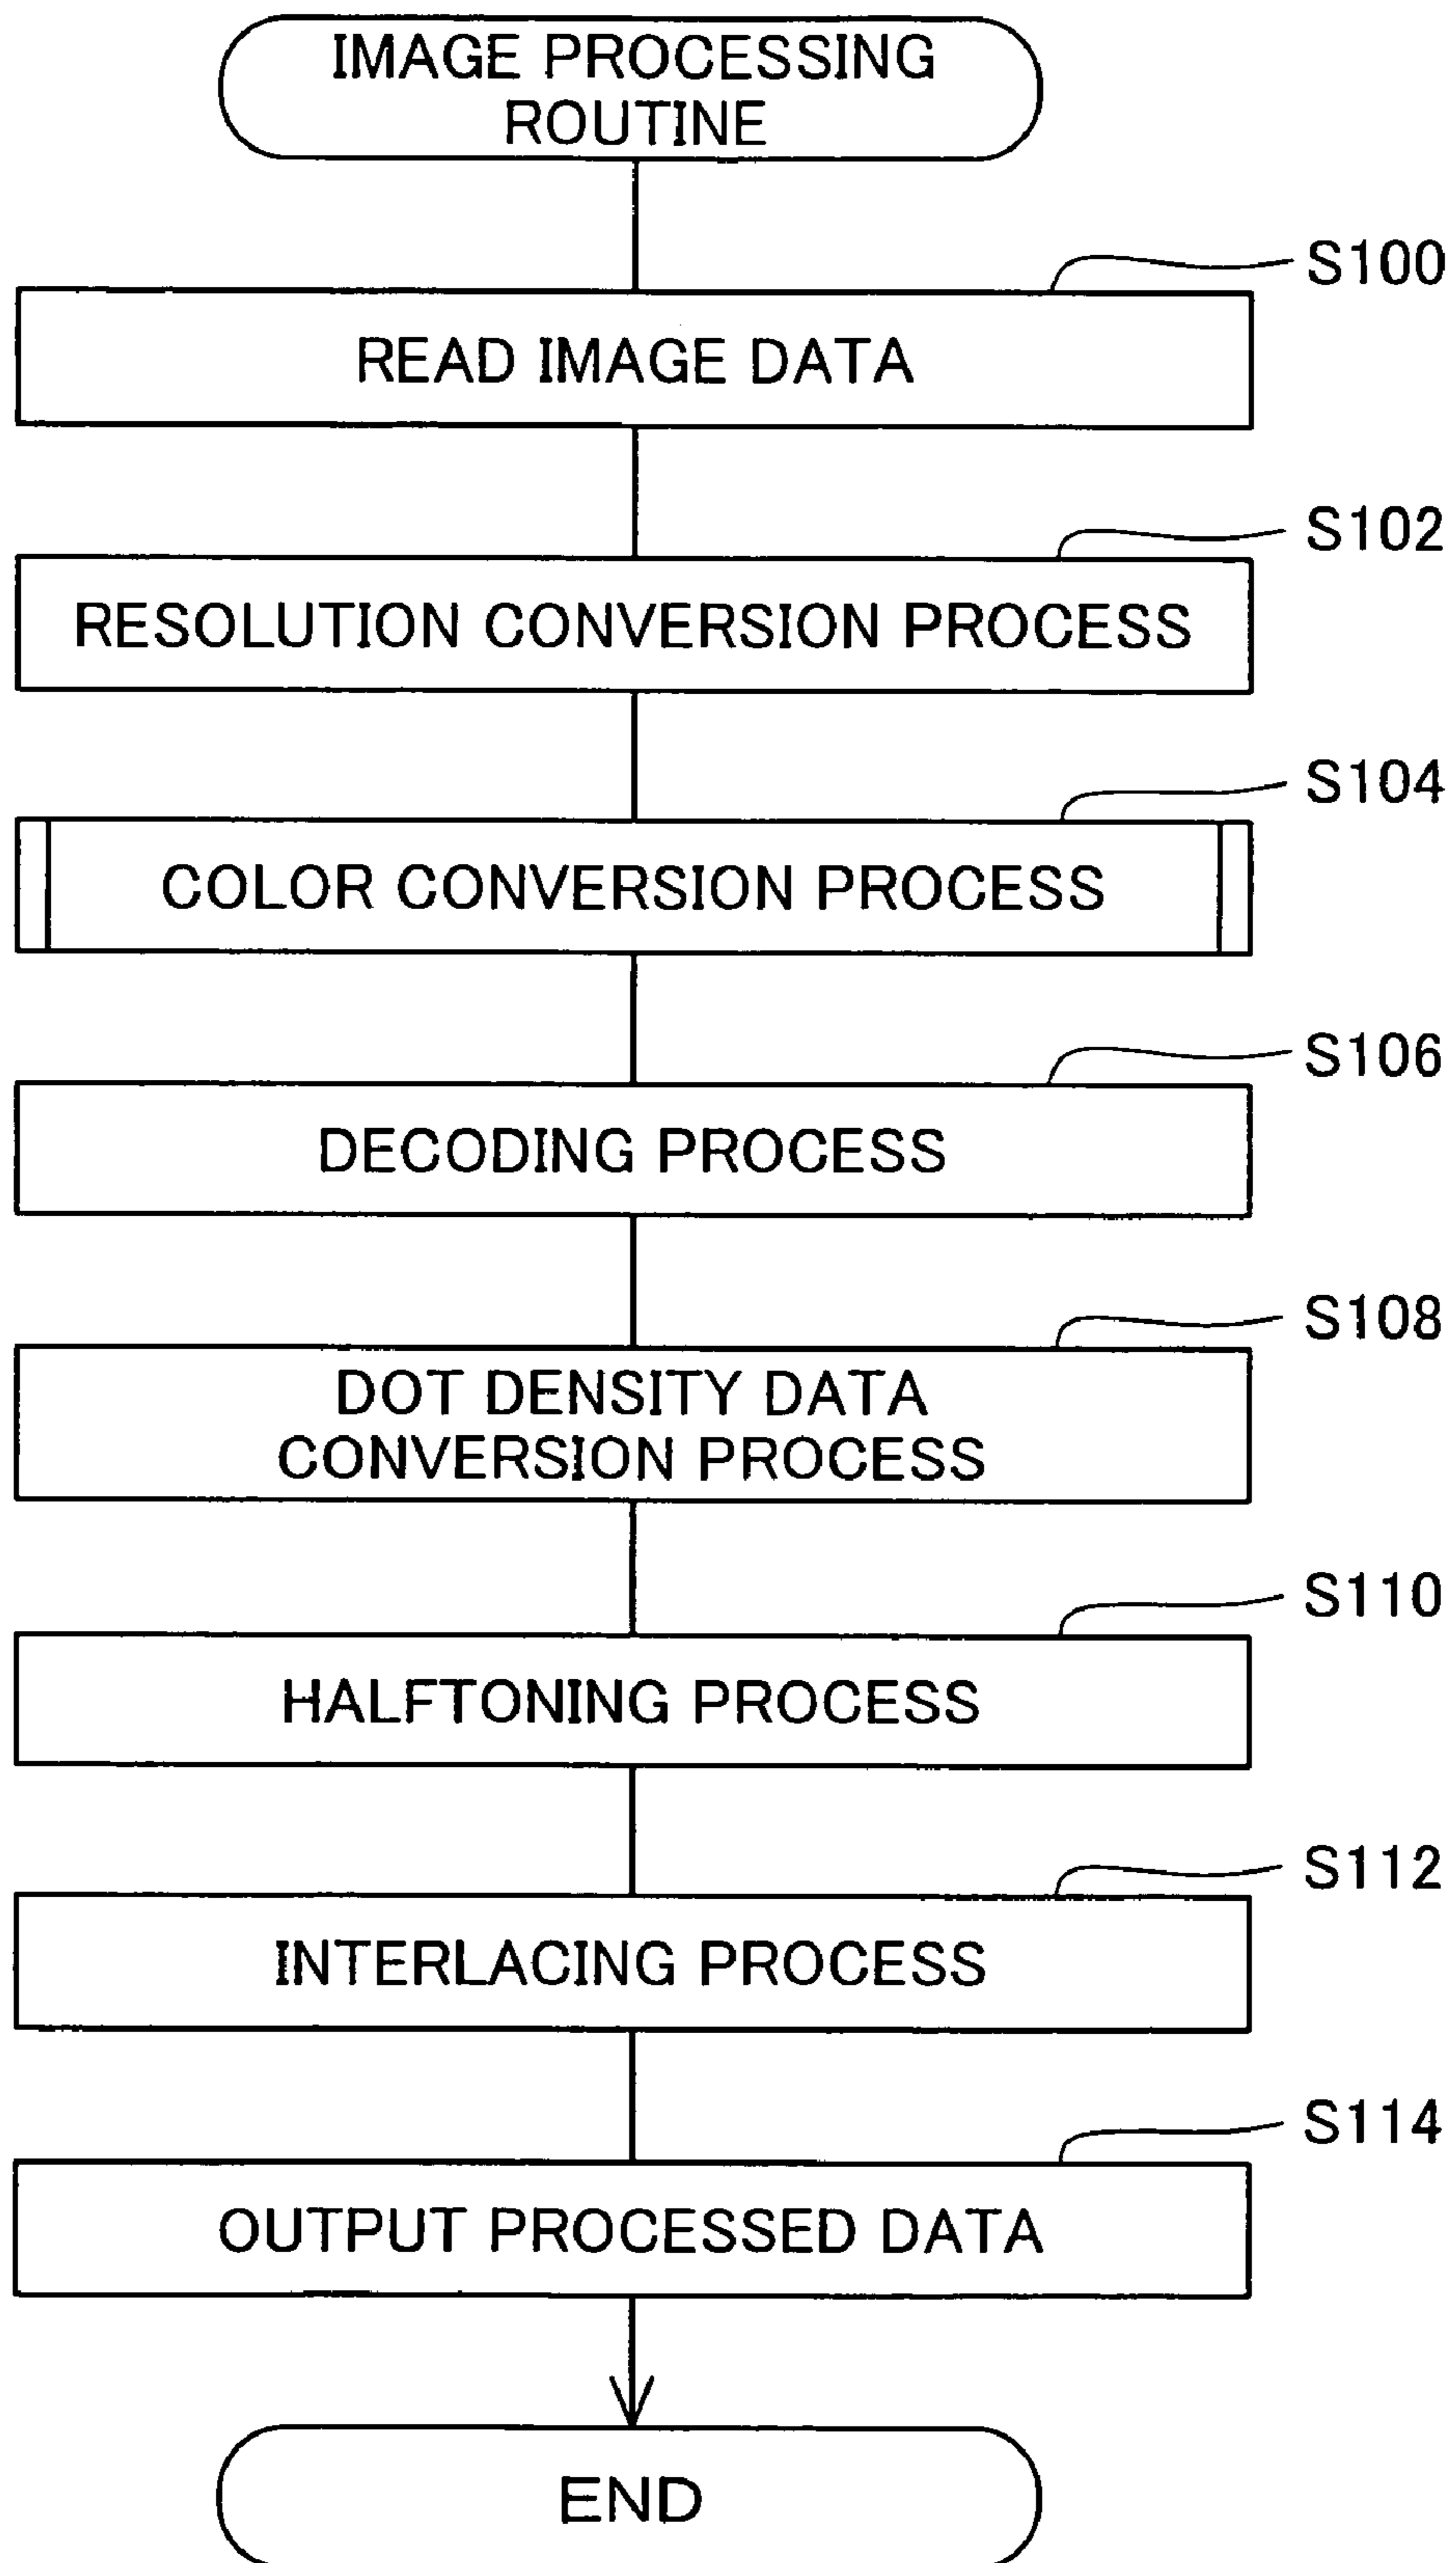 IMAGE PROCESSING
ROUTINE
S100
READ IMAGE DATA
S102
RESOLUTION CONVERSION PROCESS
S104
COLOR CONVERSION PROCESS
S106
DECODING PROCESS
S108
DOT DENSITY DATA
CONVERSION PROCESS
S110
HALFTONING PROCESS
S112
INTERLACING PROCESS
S114
OUTPUT PROCESSED DATA
END